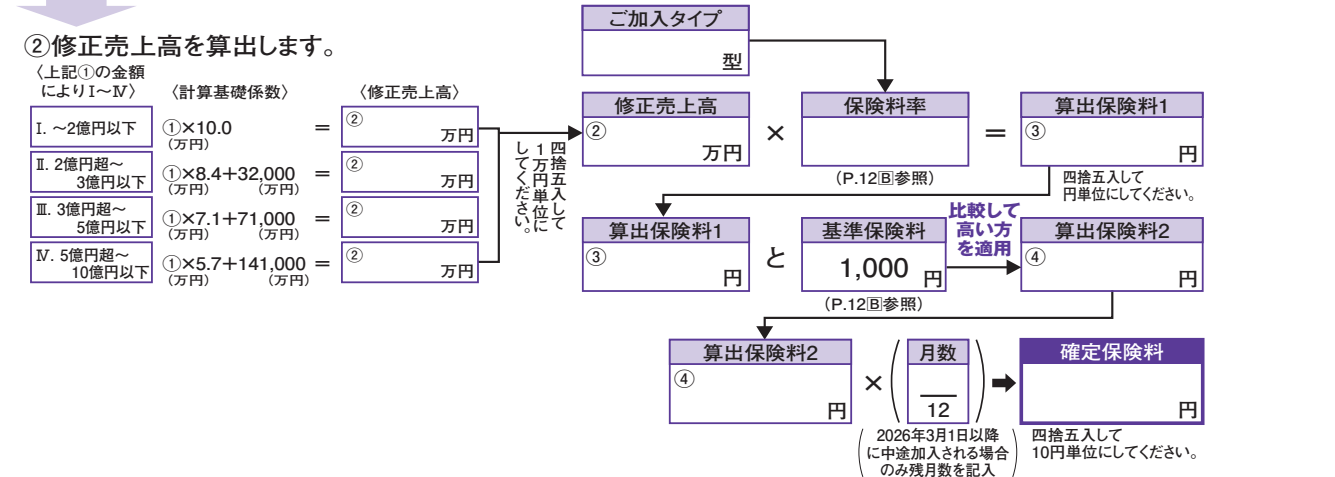 ②修正売上高を算出します。
〈上記①の金額
によりⅠ～Ⅳ〉
〈計算基礎係数〉
〈修正売上高〉
Ⅰ. ～2億円以下
①×10.0
(万円)
=
②
万円
Ⅱ. 2億円超～
3億円以下
①×8.4+32,000
(万円) (万円)
=
②
万円
Ⅲ. 3億円超～
5億円以下
①×7.1+71,000
(万円) (万円)
=
②
万円
Ⅳ. 5億円超～
10億円以下
①×5.7+141,000
(万円) (万円)
=
②
万円
四捨五入して
1万円単位に
してください。
ご加入タイプ
型
修正売上高
②
万円
×
保険料率
(P.12Ⓑ参照)
=
算出保険料1
③
円
四捨五入して
円単位にしてください。
算出保険料1
③
円
と
基準保険料
1,000 円
(P.12Ⓑ参照)
比較して
高い方
を適用
算出保険料2
④
円
算出保険料2
④
円
×
月数
12
(2026年3月1日以降
に中途加入される場合
のみ残月数を記入)
確定保険料
円
四捨五入して
10円単位にしてください。